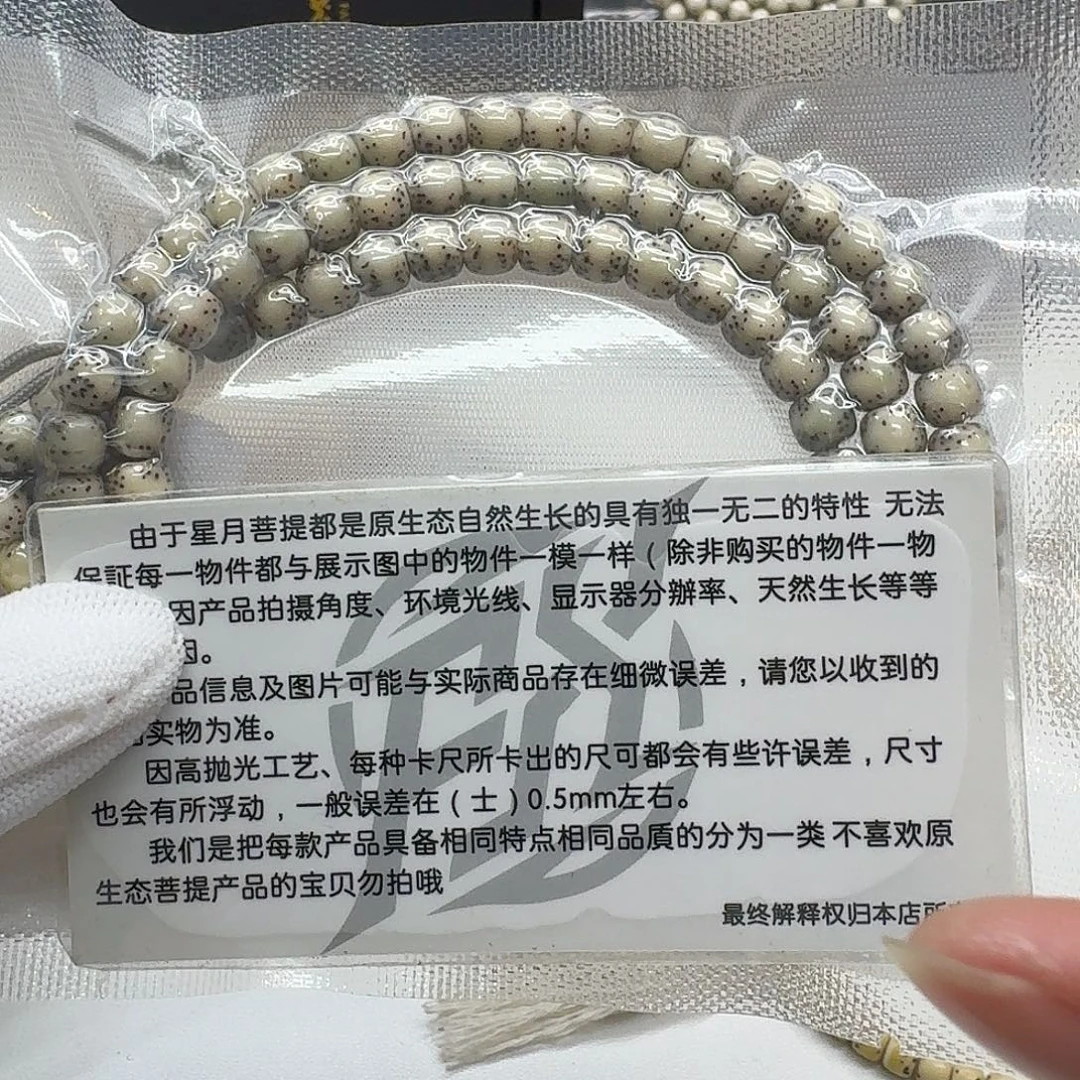 由于星月菩提都是原生态自然生长的具有独一无二的特性 无法
保証每一物件都与展示图中的物件一模一样（除非购买的物件一物
因产品拍摄角度、环境光线、显示器分辨率、天然生长等等
因。
品信息及图片可能与实际商品存在细微误差，请您以收到的
实物为准。
因高抛光工艺、每种卡尺所卡出的尺可都会有些许误差，尺寸
也会有所浮动，一般误差在（士）0.5mm左右。
我们是把每款产品具备相同特点相同品质的分为一类 不喜欢原
生态菩提产品的宝贝勿拍哦
最终解释权归本店所